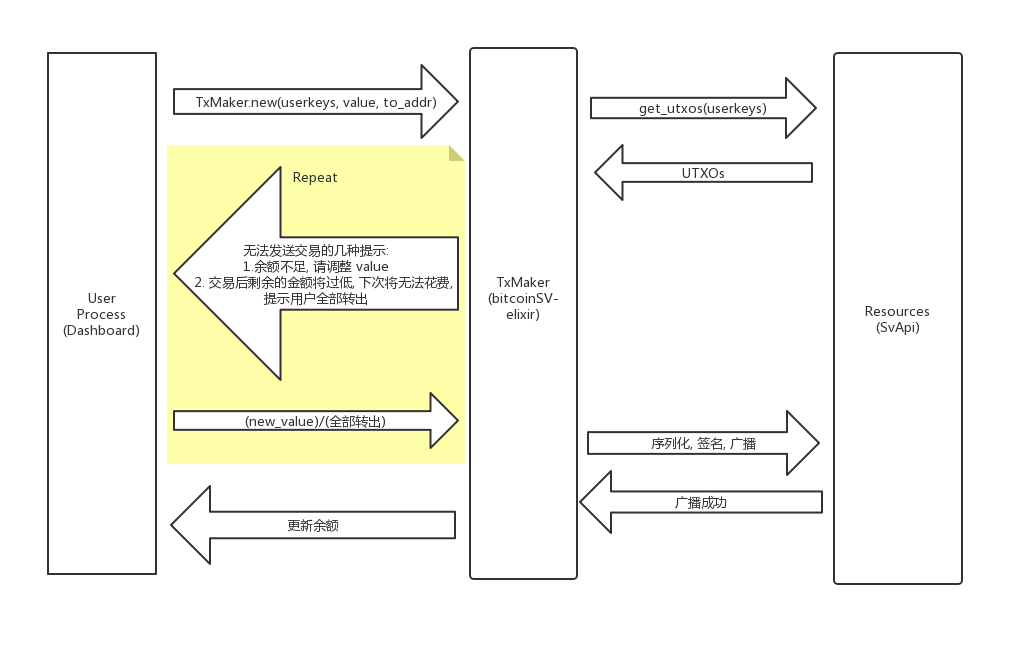 TxMaker.new(userkeys, value, to_addr)
get_utxos(userkeys)
UTXOs
Repeat
无法发送交易的几种提示:
1.余额不足, 请调整 value
2. 交易后剩余的金额将过低, 下次将无法花费,
提示用户全部转出
User
Process
(Dashboard)
TxMaker
(bitcoinSV-
elixir)
Resources
(SvApi)
(new_value)/(全部转出)
序列化, 签名, 广播
广播成功
更新余额